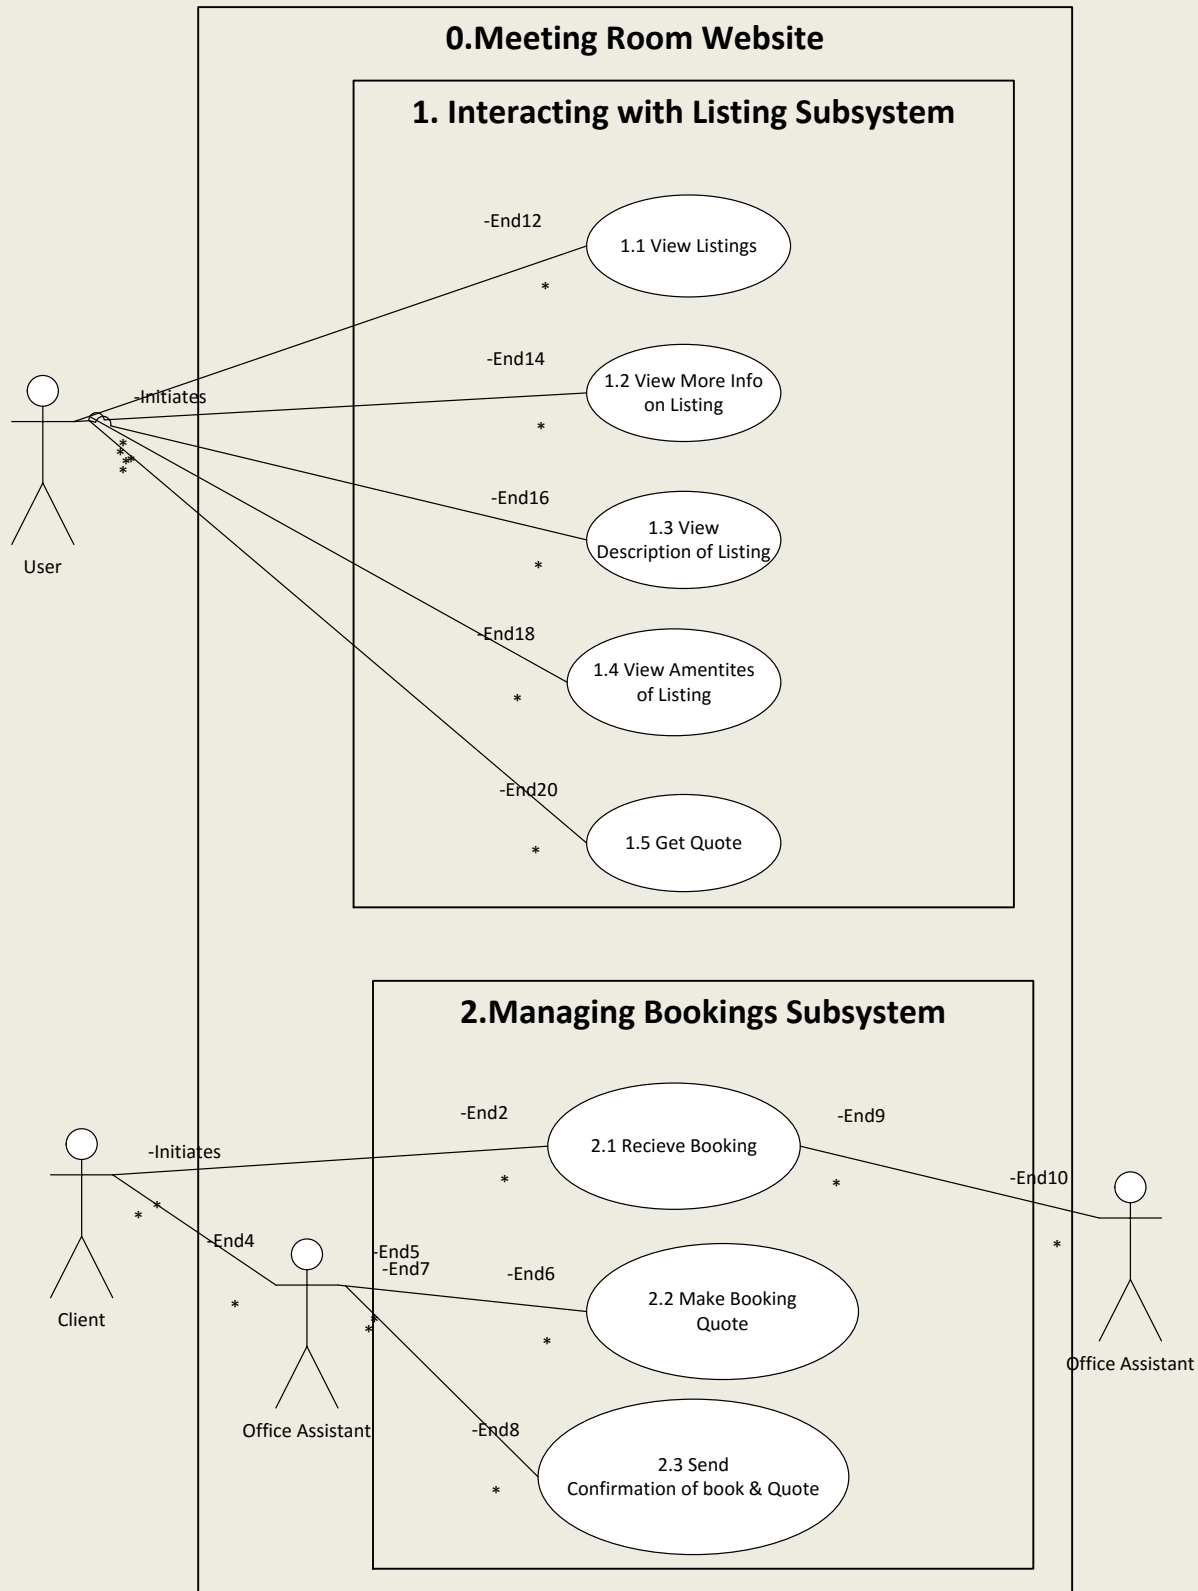 0.Meeting Room Website
1. Interacting with Listing Subsystem
-End12
1.1 View Listings
*
-End14
1.2 View More Info
on Listing
-Initiates
*
*
*
*
*
*
-End16
1.3 View
Description of Listing
*
User
-End18
1.4 View Amentites
of Listing
*
-End20
1.5 Get Quote
*
2.Managing Bookings Subsystem
-End2
-End9
2.1 Recieve Booking
-Initiates
*
*
-End10
*
*
*
-End4
-End5
-End7
-End6
2.2 Make Booking
Quote
*
*
*
*
Client
Office Assistant
Office Assistant
-End8
2.3 Send
Confirmation of book & Quote
*